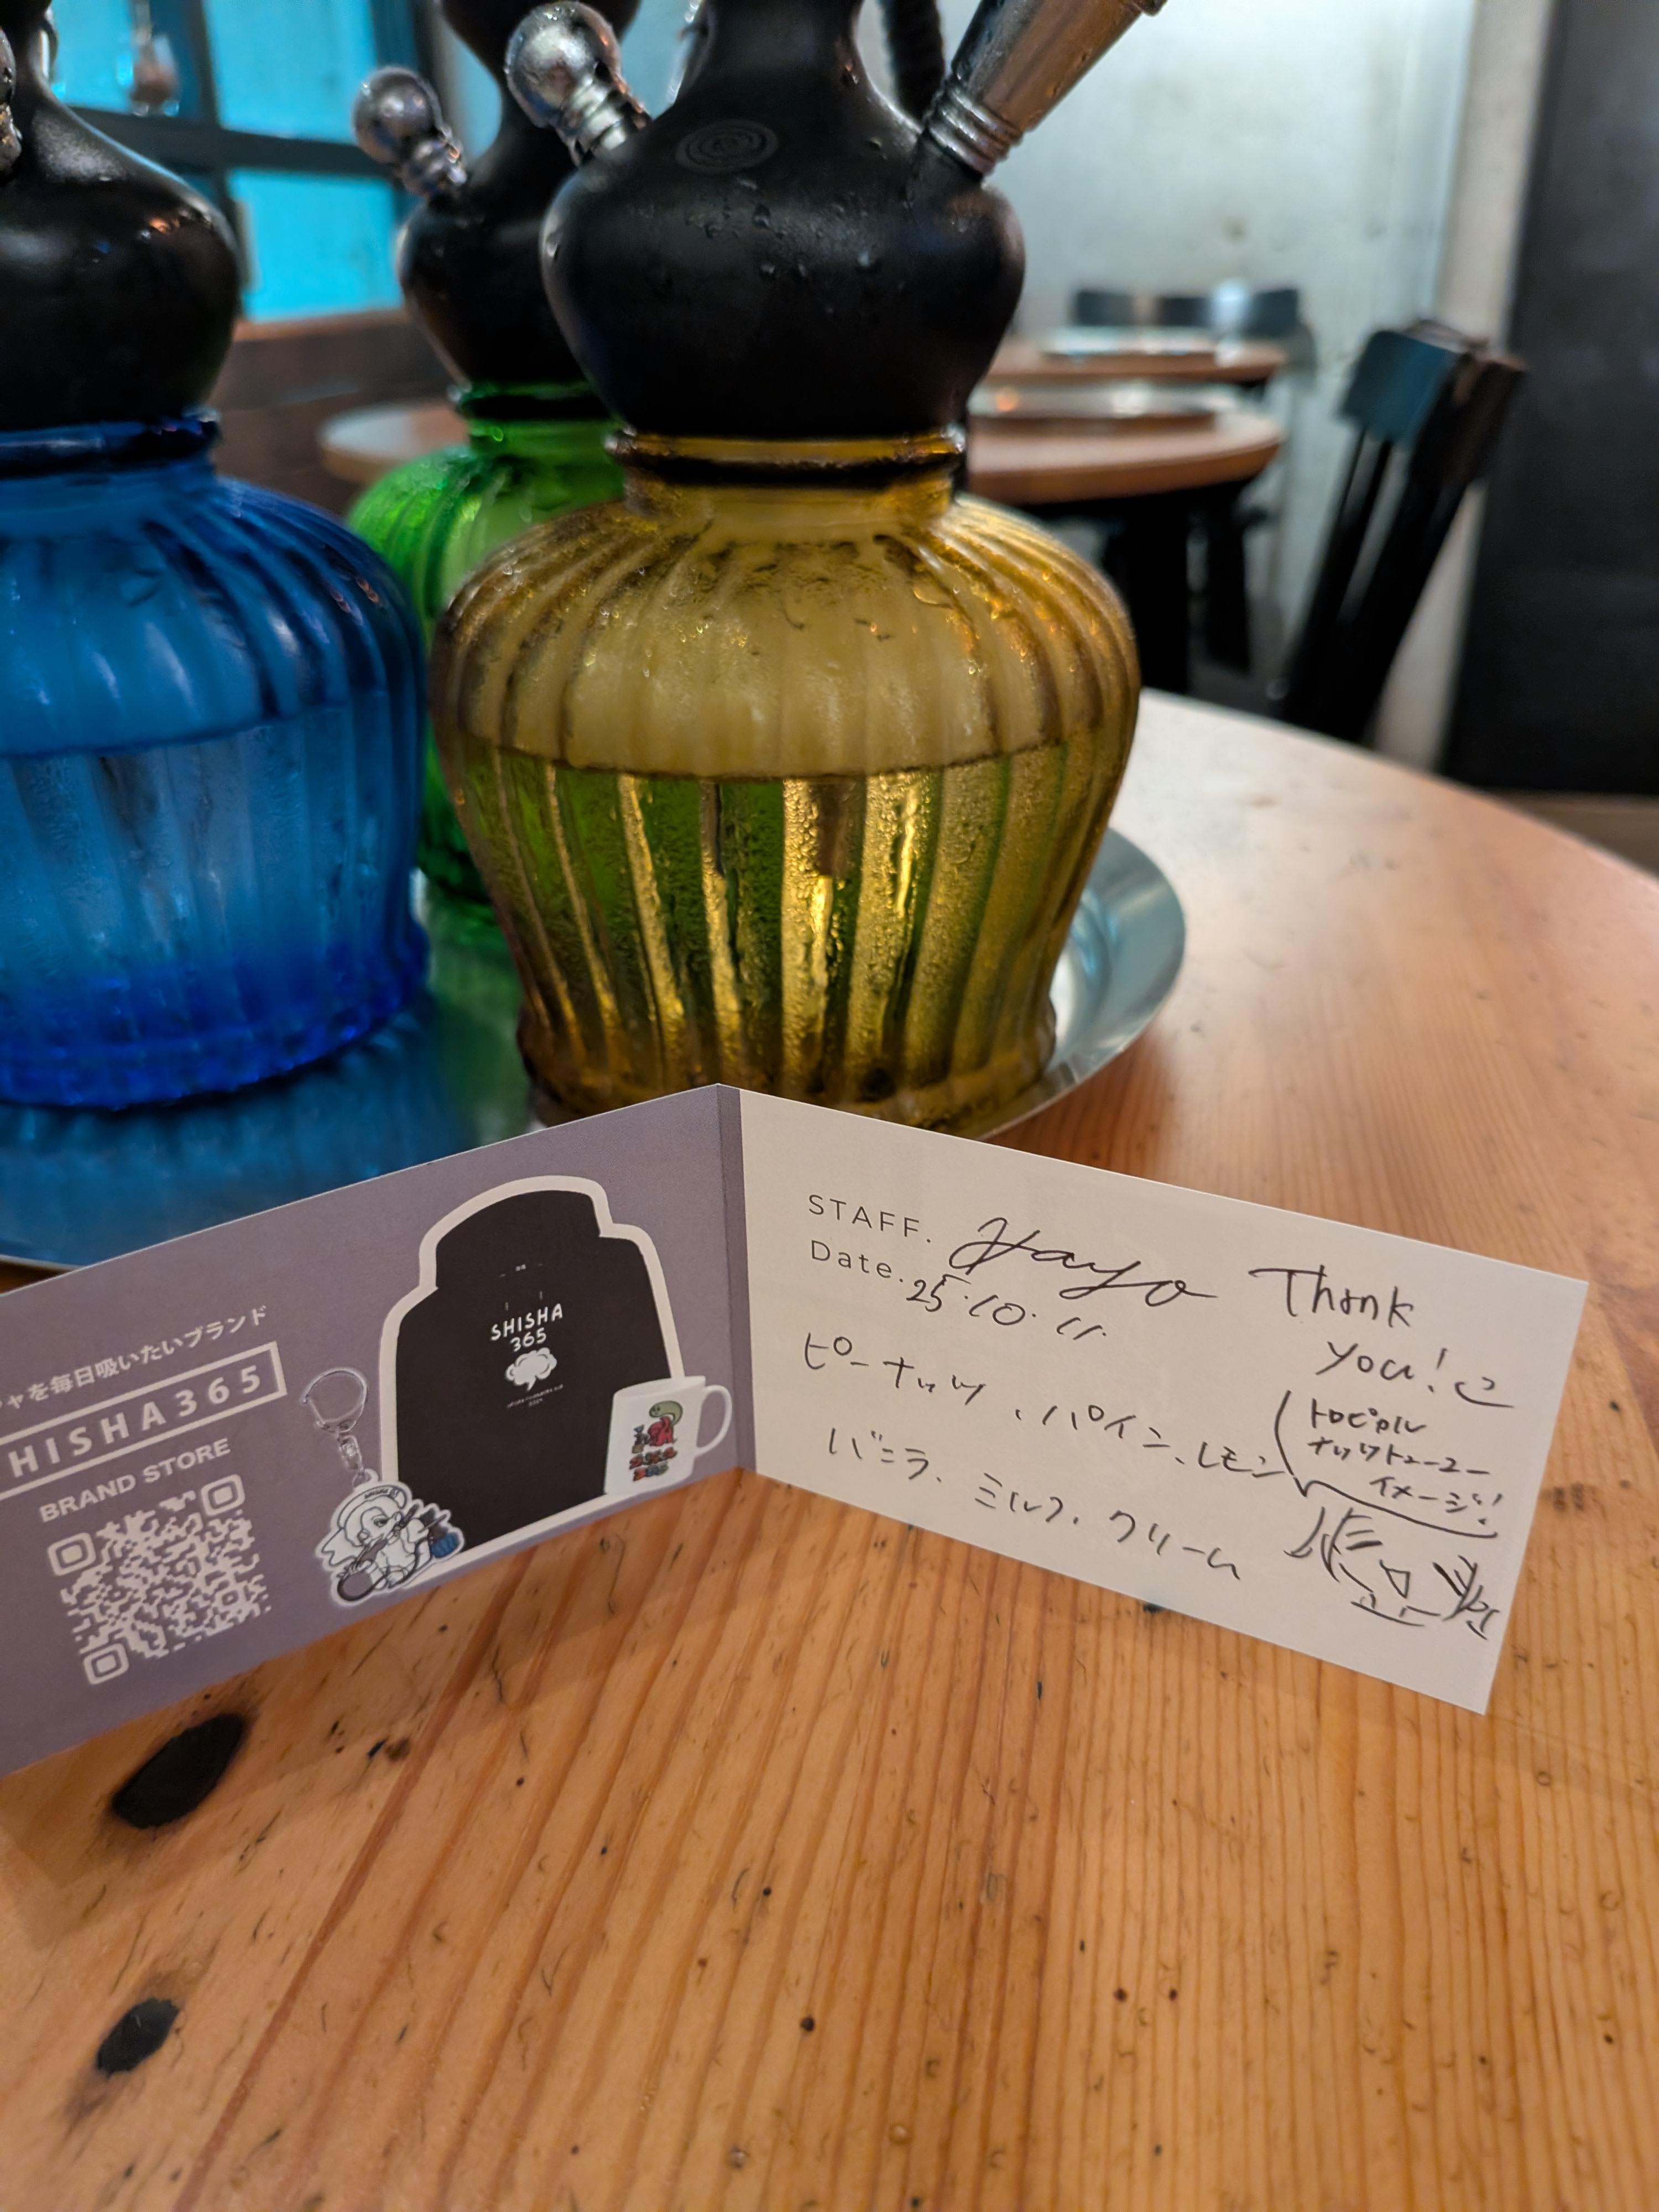 ャを毎日吸いたいブランド
HISHA365
BRAND STORE
SHISHA
365
STAFF. Hayo
Date. 25.10.11.
Thank
you!
ピーナッツ、パイン、レモン
バニラ、ミルク、クリーム
トロピカル
ナッツトゥーユー
イメージ!